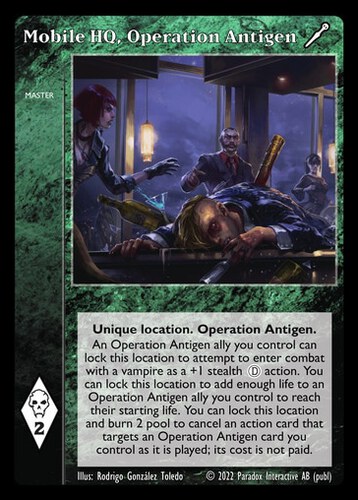 Mobile HQ, Operation Antigen
MASTER
Unique location. Operation Antigen.
An Operation Antigen ally you control can
lock this location to attempt to enter combat
with a vampire as a +1 stealth Ⓓ action. You
can lock this location to add enough life to an
Operation Antigen ally you control to reach
their starting life. You can lock this location
and burn 2 pool to cancel an action card that
targets an Operation Antigen card you
control as it is played; its cost is not paid.
2
Illus: Rodrigo González Toledo © 2022 Paradox Interactive AB (publ)